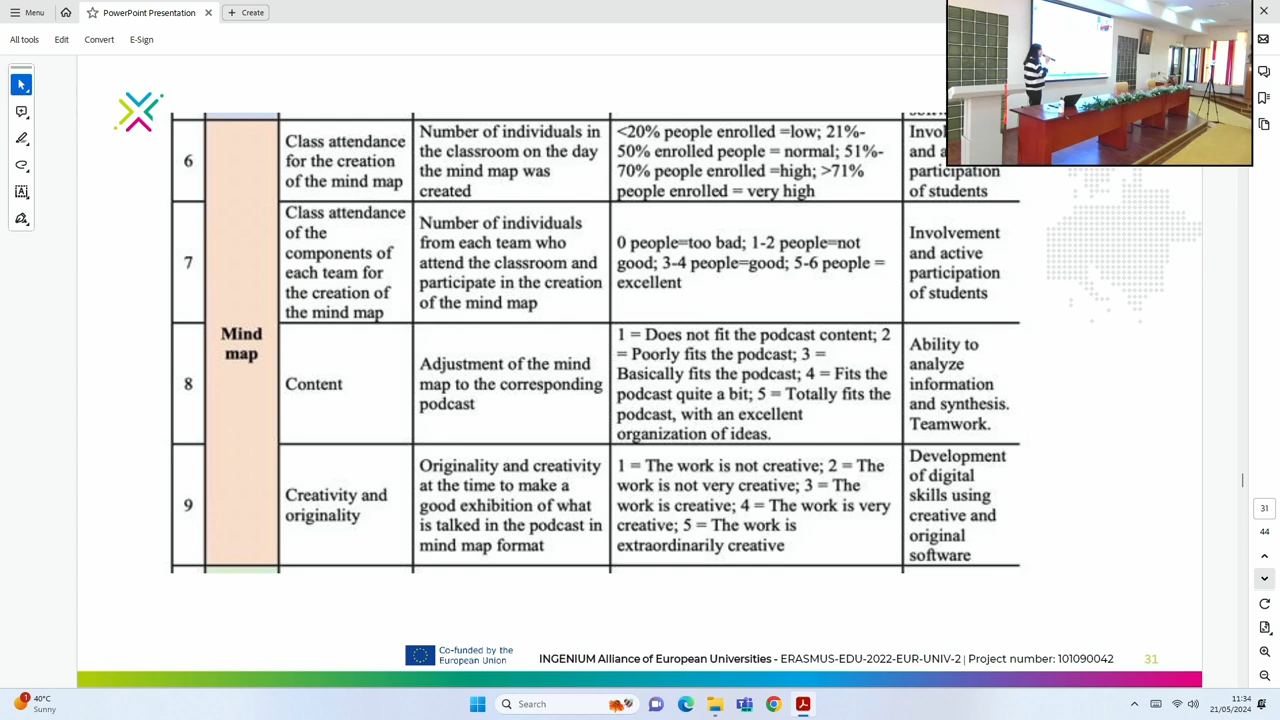 Menu
PowerPoint Presentation
Create
All tools
Edit
Convert
E-Sign
6
Class attendance
for the creation
of the mind map
Number of individuals in
the classroom on the day
the mind map was
created
<20% people enrolled =low; 21%-
50% enrolled people = normal; 51%-
70% people enrolled =high; >71%
people enrolled = very high
participation
of students
7
Class attendance
of the
components of
each team for
the creation of
the mind map
Number of individuals
from each team who
attend the classroom and
participate in the creation
of the mind map
0 people=too bad; 1-2 people=not
good; 3-4 people=good; 5-6 people =
excellent
Involvement
and active
participation
of students
Mind
map
8
Content
Adjustment of the mind
map to the corresponding
podcast
1 = Does not fit the podcast content; 2
= Poorly fits the podcast; 3 =
Basically fits the podcast; 4 = Fits the
podcast quite a bit; 5 = Totally fits the
podcast, with an excellent
organization of ideas.
Ability to
analyze
information
and synthesis.
Teamwork.
9
Creativity and
originality
Originality and creativity
at the time to make a
good exhibition of what
is talked in the podcast in
mind map format
1 = The work is not creative; 2 = The
work is not very creative; 3 = The
work is creative; 4 = The work is very
creative; 5 = The work is
extraordinarily creative
Development
of digital
skills using
creative and
original
software
31
44
Co-funded by the
European Union
INGENIUM Alliance of European Universities - ERASMUS-EDU-2022-EUR-UNIV-2 | Project number: 101090042
31
1
40°C
Sunny
Search
11:34
21/05/2024